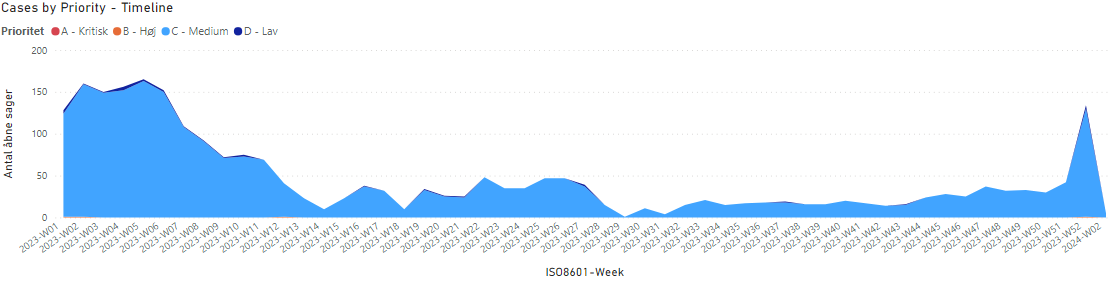 Cases by Priority - Timeline
Prioritet A - Kritisk B - Høj C - Medium D - Lav
200
150
100
50
0
Antal åbne sager
2023-W01 2023-W02 2023-W03 2023-W04 2023-W05 2023-W06 2023-W07 2023-W08 2023-W09 2023-W10 2023-W11 2023-W12 2023-W13 2023-W14 2023-W15 2023-W16 2023-W17 2023-W18 2023-W19 2023-W20 2023-W21 2023-W22 2023-W23 2023-W24 2023-W25 2023-W26 2023-W27 2023-W28 2023-W29 2023-W30 2023-W31 2023-W32 2023-W33 2023-W34 2023-W35 2023-W36 2023-W37 2023-W38 2023-W39 2023-W40 2023-W41 2023-W42 2023-W43 2023-W44 2023-W45 2023-W46 2023-W47 2023-W48 2023-W49 2023-W50 2023-W51 2023-W52 2024-W02
ISO8601-Week